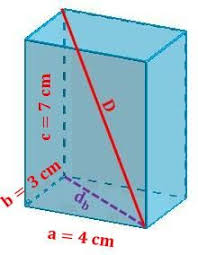 c = 7 cm
D
b = 3 cm
d_b
a = 4 cm